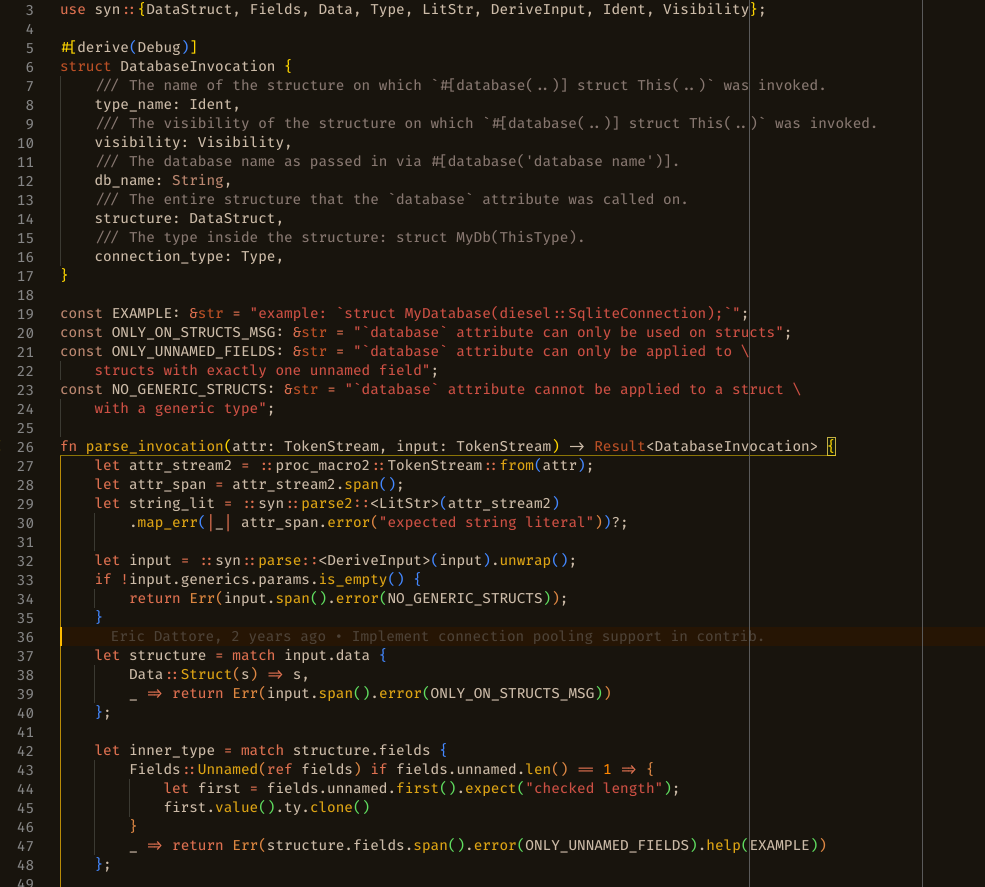 3 use syn::{DataStruct, Fields, Data, Type, LitStr, DeriveInput, Ident, Visibility};
4
5 #[derive(Debug)]
6 struct DatabaseInvocation {
7     /// The name of the structure on which `#[database(..)] struct This(..)` was invoked.
8     type_name: Ident,
9     /// The visibility of the structure on which `#[database(..)] struct This(..)` was invoked.
10     visibility: Visibility,
11     /// The database name as passed in via #[database('database name')].
12     db_name: String,
13     /// The entire structure that the `database` attribute was called on.
14     structure: DataStruct,
15     /// The type inside the structure: struct MyDb(ThisType).
16     connection_type: Type,
17 }
18
19 const EXAMPLE: &str = "example: `struct MyDatabase(diesel::SqliteConnection);`";
20 const ONLY_ON_STRUCTS_MSG: &str = "`database` attribute can only be used on structs";
21 const ONLY_UNNAMED_FIELDS: &str = "`database` attribute can only be applied to \
22     structs with exactly one unnamed field";
23 const NO_GENERIC_STRUCTS: &str = "`database` attribute cannot be applied to a struct \
24     with a generic type";
25
26 fn parse_invocation(attr: TokenStream, input: TokenStream) -> Result<DatabaseInvocation> {
27     let attr_stream2 = ::proc_macro2::TokenStream::from(attr);
28     let attr_span = attr_stream2.span();
29     let string_lit = ::syn::parse2::<LitStr>(attr_stream2)
30         .map_err(|_| attr_span.error("expected string literal"))?;
31
32     let input = ::syn::parse::<DeriveInput>(input).unwrap();
33     if !input.generics.params.is_empty() {
34         return Err(input.span().error(NO_GENERIC_STRUCTS));
35     }
36 Eric Dattore, 2 years ago • Implement connection pooling support in contrib.
37     let structure = match input.data {
38         Data::Struct(s) => s,
39         _ => return Err(input.span().error(ONLY_ON_STRUCTS_MSG))
40     };
41
42     let inner_type = match structure.fields {
43         Fields::Unnamed(ref fields) if fields.unnamed.len() == 1 => {
44             let first = fields.unnamed.first().expect("checked length");
45             first.value().ty.clone()
46         }
47         _ => return Err(structure.fields.span().error(ONLY_UNNAMED_FIELDS).help(EXAMPLE))
48     };
49